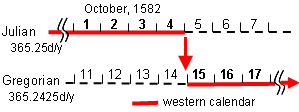 October, 1582
Julian 1 2 3 4 5 6 7
365.25d/y
Gregorian 11 12 13 14 15 16 17
365.2425d/y
western calendar